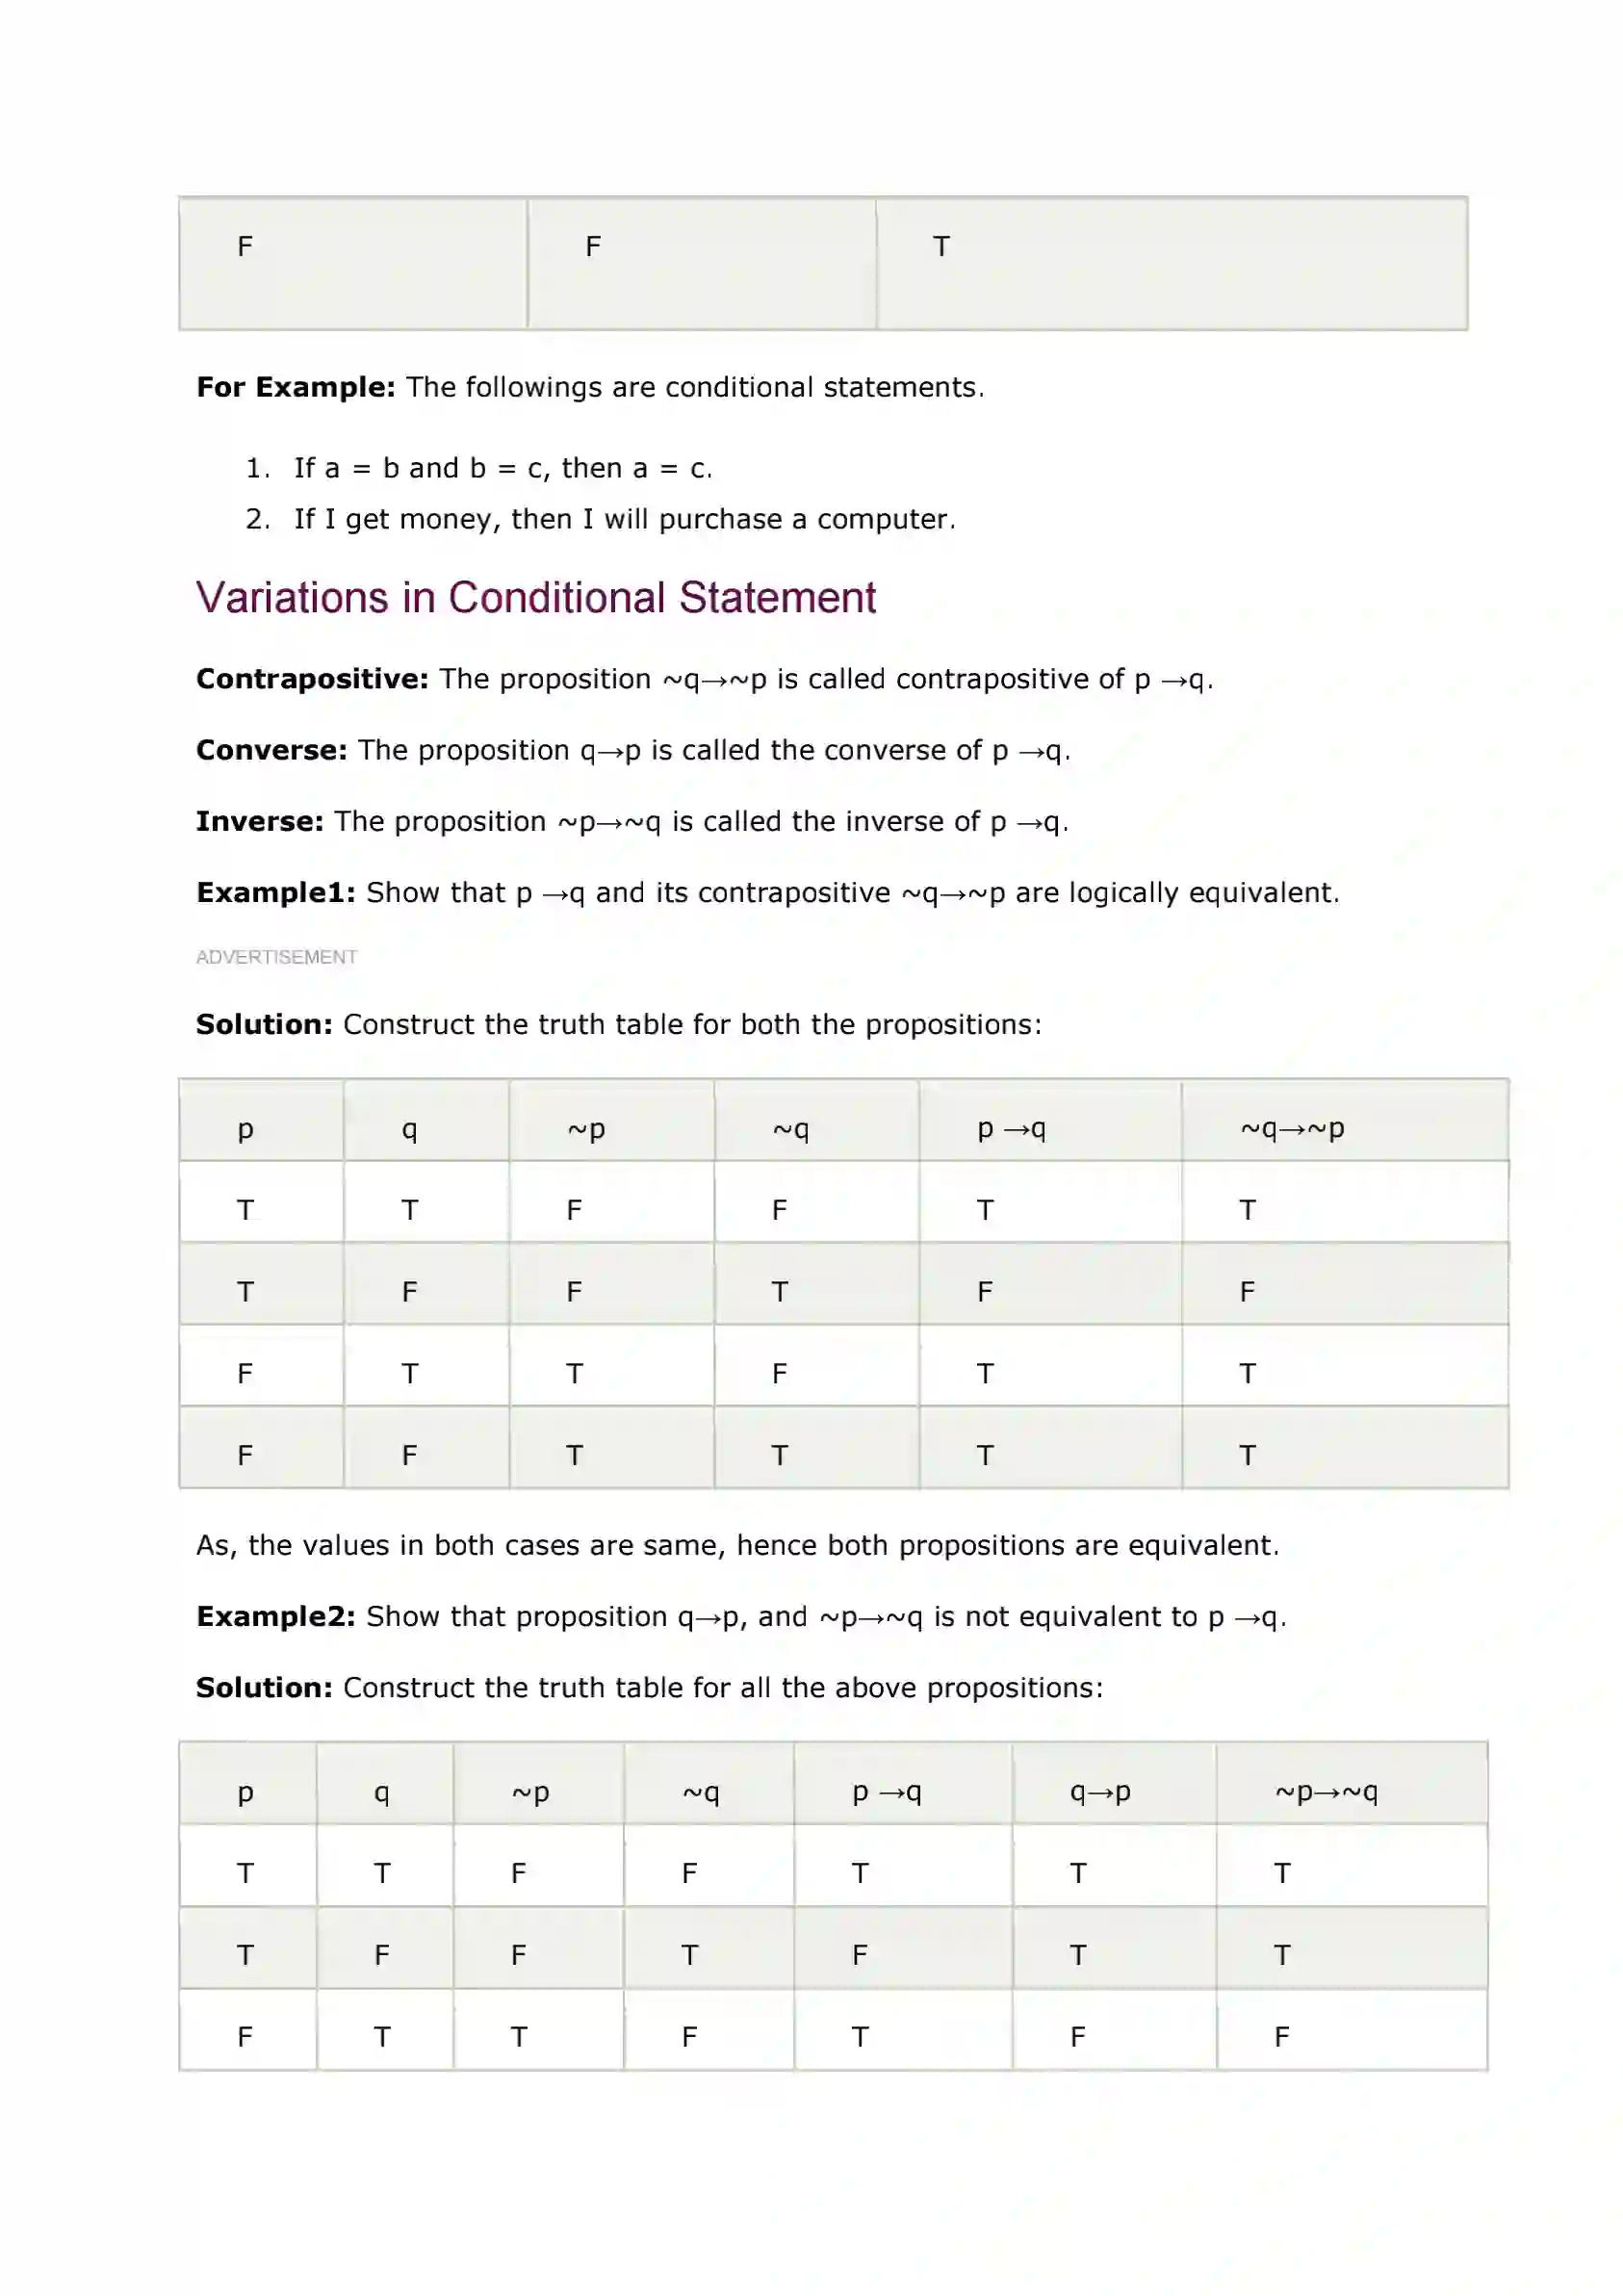 F F T
For Example: The followings are conditional statements.
1. If a = b and b = c, then a = c.
2. If I get money, then I will purchase a computer.
Variations in Conditional Statement
Contrapositive: The proposition ~q→~p is called contrapositive of p →q.
Converse: The proposition q→p is called the converse of p →q.
Inverse: The proposition ~p→~q is called the inverse of p →q.
Example1: Show that p →q and its contrapositive ~q→~p are logically equivalent.
ADVERTISEMENT
Solution: Construct the truth table for both the propositions:
p q ~p ~q p →q ~q→~p
T T F F T T
T F F T F F
F T T F T T
F F T T T T
As, the values in both cases are same, hence both propositions are equivalent.
Example2: Show that proposition q→p, and ~p→~q is not equivalent to p →q.
Solution: Construct the truth table for all the above propositions:
p q ~p ~q p →q q→p ~p→~q
T T F F T T T
T F F T F T T
F T T F T F F